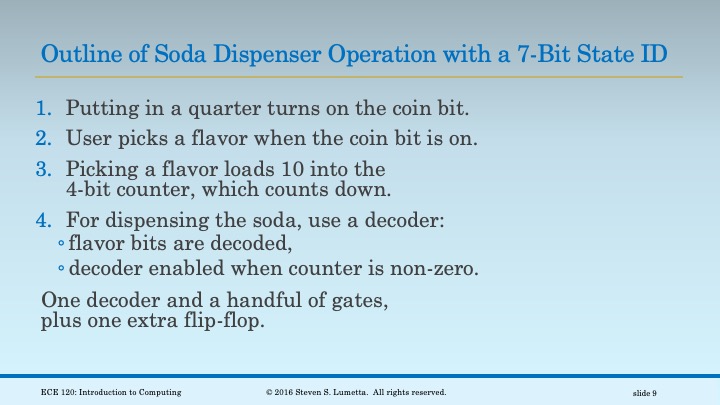 Outline of Soda Dispenser Operation with a 7-Bit State ID
1. Putting in a quarter turns on the coin bit.
2. User picks a flavor when the coin bit is on.
3. Picking a flavor loads 10 into the
4-bit counter, which counts down.
4. For dispensing the soda, use a decoder:
◦ flavor bits are decoded,
◦ decoder enabled when counter is non-zero.
One decoder and a handful of gates,
plus one extra flip-flop.
ECE 120: Introduction to Computing © 2016 Steven S. Lumetta. All rights reserved. slide 9